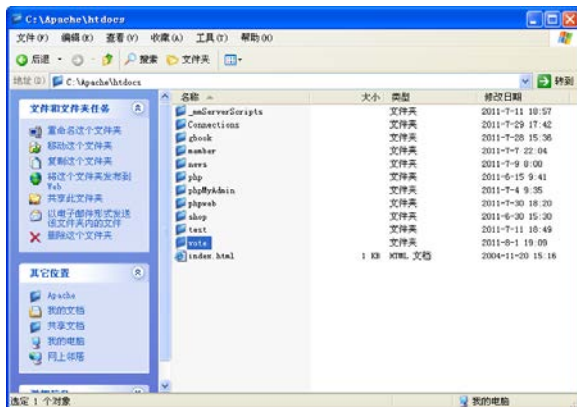 C:\Apache\htdocs
文件(F) 编辑(E) 查看(V) 收藏(A) 工具(T) 帮助(H)
后退 搜索 文件夹
地址(D) C:\Apache\htdocs 转到
文件和文件夹任务
重命名这个文件夹
移动这个文件夹
复制这个文件夹
将这个文件夹发布到
Web
共享此文件夹
以电子邮件形式发送
该文件夹内的文件
删除这个文件夹
其它位置
Apache
我的文档
共享文档
我的电脑
网上邻居
名称 大小 类型 修改日期
_mmServerScripts 文件夹 2011-7-11 18:57
Connections 文件夹 2011-7-29 17:42
gbook 文件夹 2011-7-28 15:36
member 文件夹 2011-7-7 22:04
news 文件夹 2011-7-9 8:00
php 文件夹 2011-6-15 9:41
phpMyAdmin 文件夹 2011-7-4 9:35
phpweb 文件夹 2011-7-30 18:20
shop 文件夹 2011-6-30 15:30
test 文件夹 2011-7-11 18:49
vote 文件夹 2011-8-1 19:09
index.html 1 KB HTML 文档 2004-11-20 15:16
选定 1 个对象 我的电脑